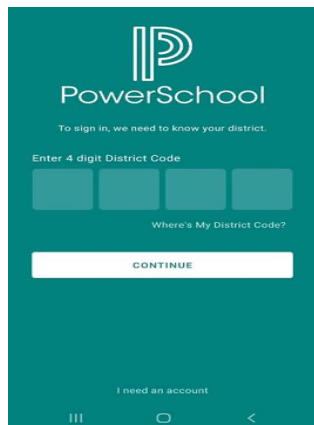 PowerSchool
To sign in, we need to know your district.
Enter 4 digit District Code
Where's My District Code?
CONTINUE
I need an account